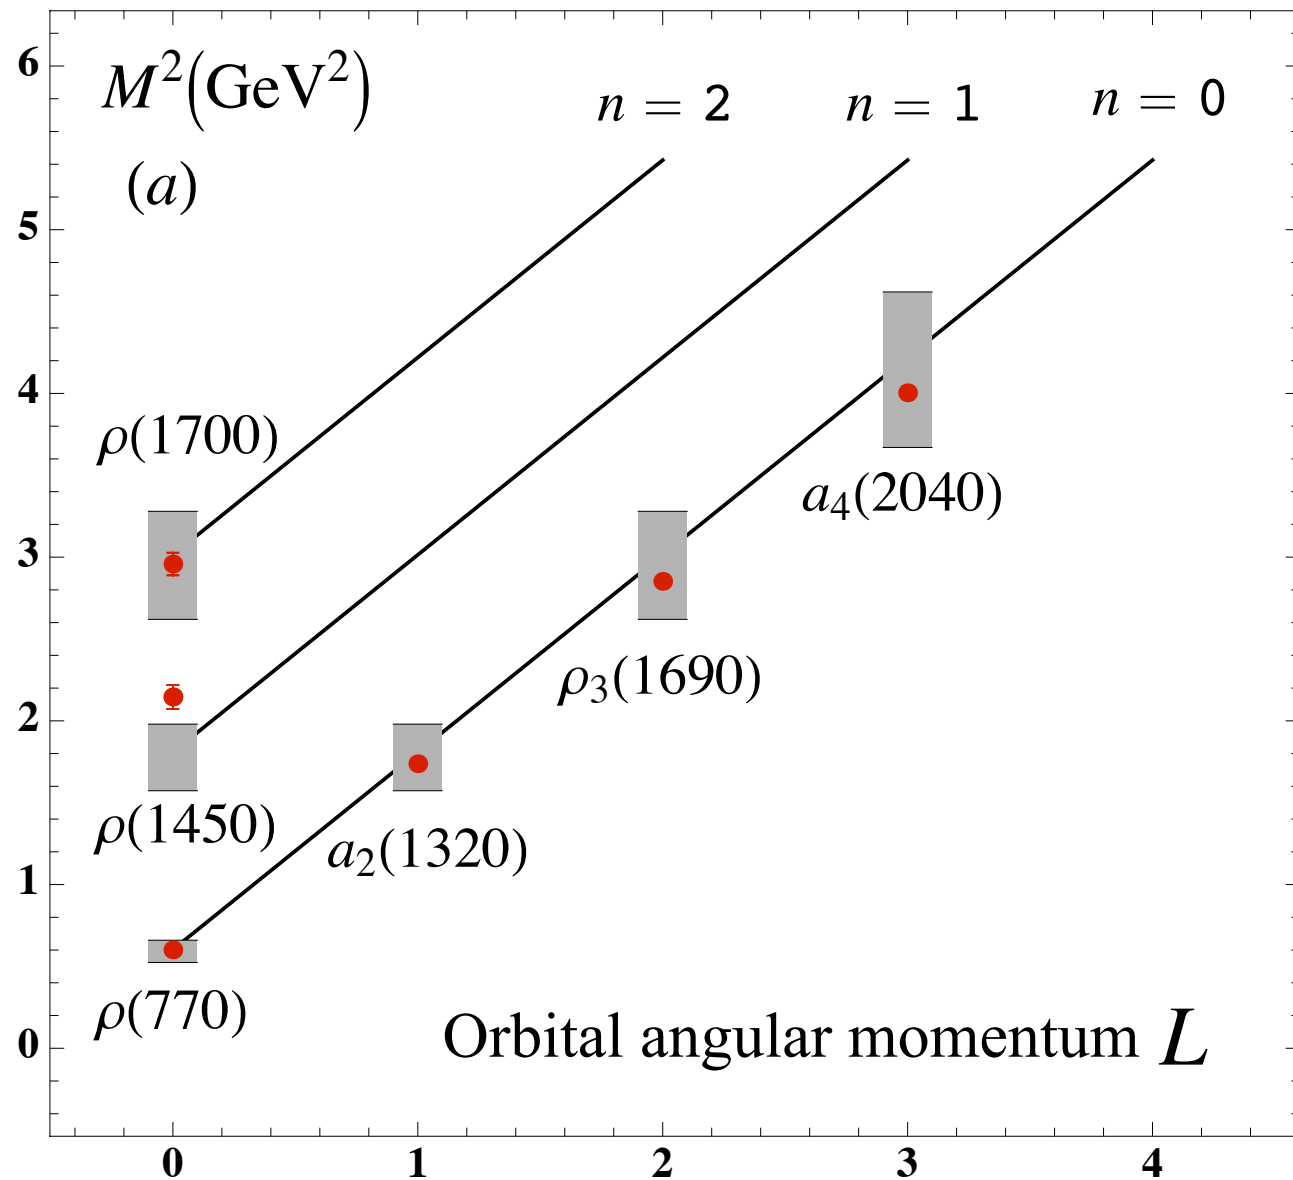 6
M²(GeV²)
n = 2
n = 1
n = 0
(a)
5
4
ρ(1700)
a₄(2040)
3
ρ₃(1690)
2
ρ(1450)
a₂(1320)
1
ρ(770)
Orbital angular momentum L
0
0 1 2 3 4